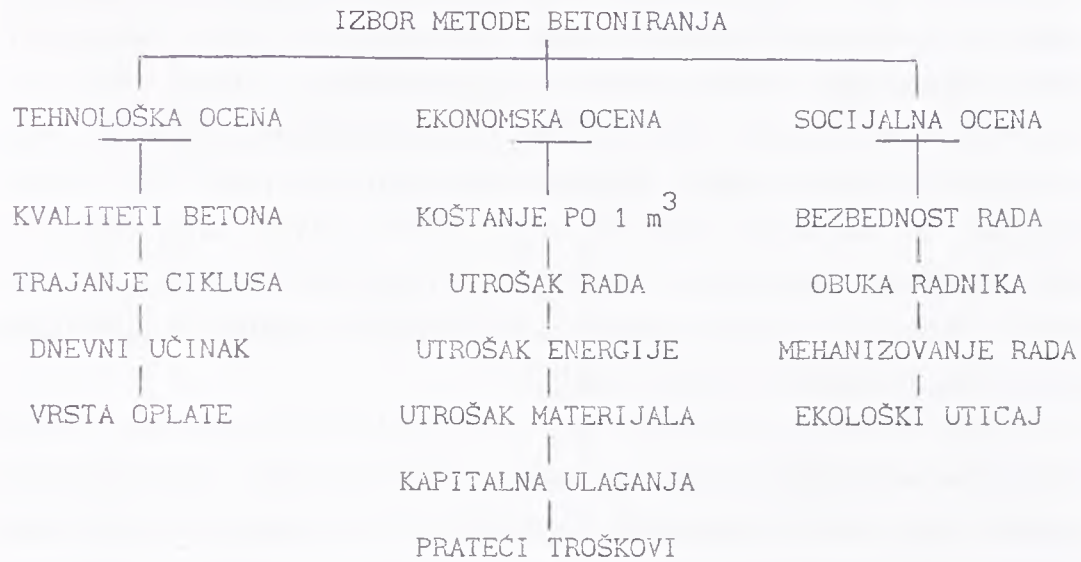 IZBOR METODE BETONIRANJA
TEHNOLOŠKA OCENA
KVALITETI BETONA
TRAJANJE CIKLUSA
DNEVNI UČINAK
VRSTA OPLATE
EKONOMSKA OCENA
KOŠTANJE PO 1 m³
UTROŠAK RADA
UTROŠAK ENERGIJE
UTROŠAK MATERIJALA
KAPITALNA ULAGANJA
PRATEĆI TROŠKOVI
SOCIJALNA OCENA
BEZBEDNOST RADA
OBUKA RADNIKA
MEHANIZOVANJE RADA
EKOLOŠKI UTICAJ